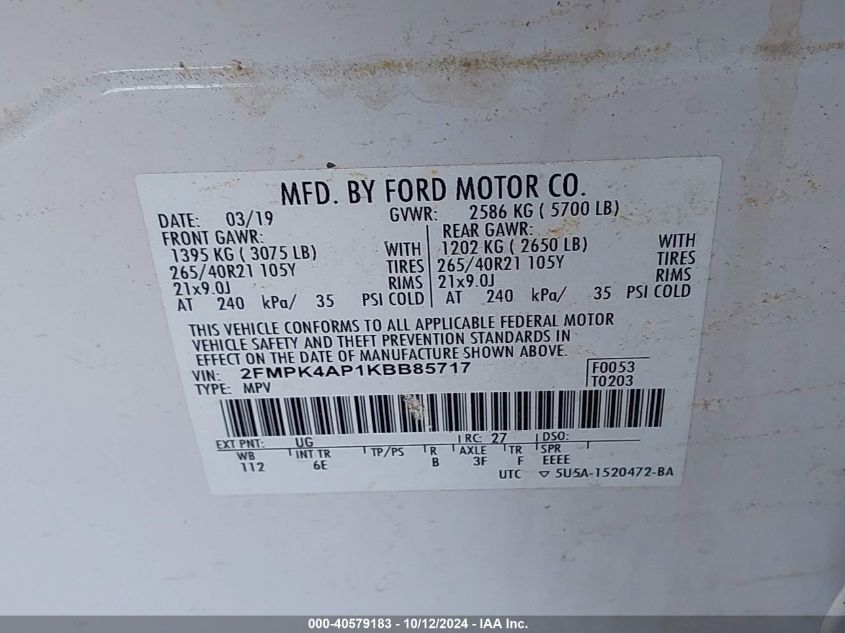 MFD. BY FORD MOTOR CO.
DATE: 03/19 GVWR: 2586 KG ( 5700 LB)
FRONT GAWR: REAR GAWR:
1395 KG ( 3075 LB) WITH 1202 KG ( 2650 LB) WITH
265/40R21 105Y TIRES 265/40R21 105Y TIRES
21x9.0J RIMS 21x9.0J RIMS
AT 240 kPa/ 35 PSI COLD AT 240 kPa/ 35 PSI COLD
THIS VEHICLE CONFORMS TO ALL APPLICABLE FEDERAL MOTOR
VEHICLE SAFETY AND THEFT PREVENTION STANDARDS IN
EFFECT ON THE DATE OF MANUFACTURE SHOWN ABOVE.
VIN: 2FMPK4AP1KBB85717 F0053
TYPE: MPV T0203
EXT PNT: UG RC: 27 DSO:
WB INT TR TP/PS R AXLE TR SPR
112 6E B 3F F EEEE
UTC ▽ 5U5A-1520472-BA
000-40579183 - 10/12/2024 - IAA Inc.